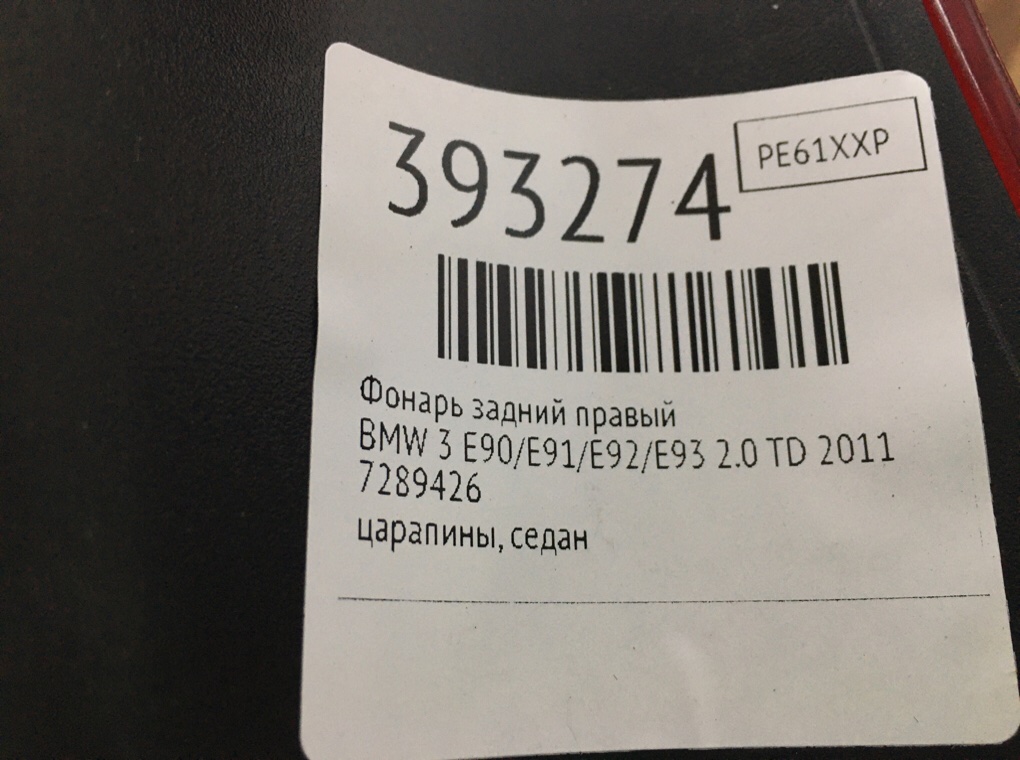 393274
PE61XXP
Фонарь задний правый
BMW 3 E90/E91/E92/E93 2.0 TD 2011
7289426
царапины, седан